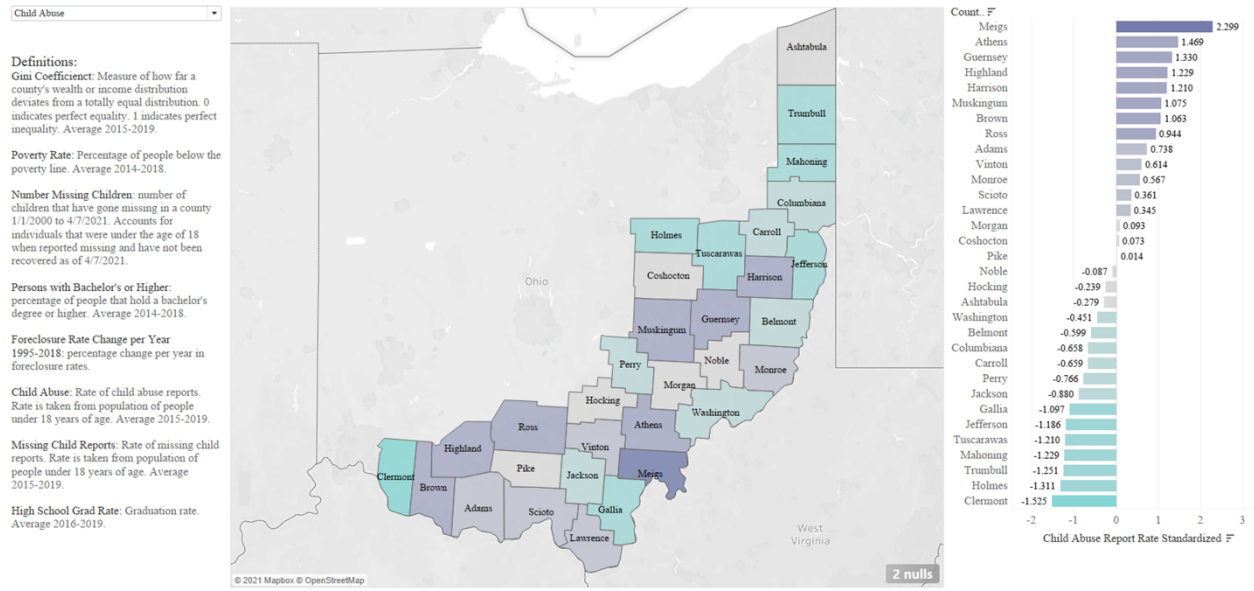 Child Abuse
Definitions:
Gini Coefficienct: Measure of how far a
county's wealth or income distribution
deviates from a totally equal distribution. 0
indicates perfect equality. 1 indicates perfect
inequality. Average 2015-2019.
Poverty Rate: Percentage of people below the
poverty line. Average 2014-2018.
Number Missing Children: number of
children that have gone missing in a county
1/1/2000 to 4/7/2021. Accounts for
individuals that were under the age of 18
when reported missing and have not been
recovered as of 4/7/2021.
Persons with Bachelor's or Higher:
percentage of people that hold a bachelor's
degree or higher. Average 2014-2018.
Foreclosure Rate Change per Year
1995-2018: percentage change per year in
foreclosure rates.
Child Abuse: Rate of child abuse reports.
Rate is taken from population of people
under 18 years of age. Average 2015-2019.
Missing Child Reports: Rate of missing child
reports. Rate is taken from population of
people under 18 years of age. Average
2015-2019.
High School Grad Rate: Graduation rate.
Average 2016-2019.
Ashtabula
Trumbull
Mahoning
Columbiana
Carroll
Holmes
Tuscarawas
Jefferson
Coshocton
Harrison
Ohio
Guernsey
Belmont
Muskingum
Noble
Perry
Monroe
Morgan
Hocking
Washington
Athens
Ross
Vinton
Highland
Pike
Meigs
Jackson
Clermont
Brown
Gallia
Adams
Scioto
Lawrence
West
Virginia
© 2021 Mapbox © OpenStreetMap
2 nulls
Count..
Meigs 2.299
Athens 1.469
Guernsey 1.330
Highland 1.229
Harrison 1.210
Muskingum 1.075
Brown 1.063
Ross 0.944
Adams 0.738
Vinton 0.614
Monroe 0.567
Scioto 0.361
Lawrence 0.345
Morgan 0.093
Coshocton 0.073
Pike 0.014
Noble -0.087
Hocking -0.239
Ashtabula -0.279
Washington -0.451
Belmont -0.599
Columbiana -0.658
Carroll -0.659
Perry -0.766
Jackson -0.880
Gallia -1.097
Jefferson -1.186
Tuscarawas -1.210
Mahoning -1.229
Trumbull -1.251
Holmes -1.311
Clermont -1.525
-2 -1 0 1 2 3
Child Abuse Report Rate Standardized